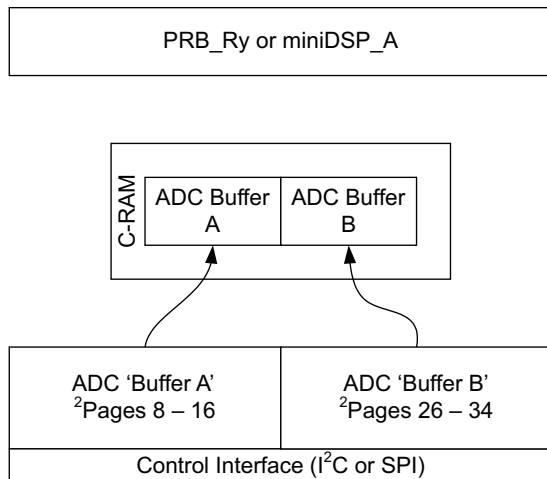 PRB_Ry or miniDSP_A
C-RAM
ADC Buffer
A
ADC Buffer
B
ADC ‘Buffer A’
²Pages 8 – 16
ADC ‘Buffer B’
²Pages 26 – 34
Control Interface (I²C or SPI)